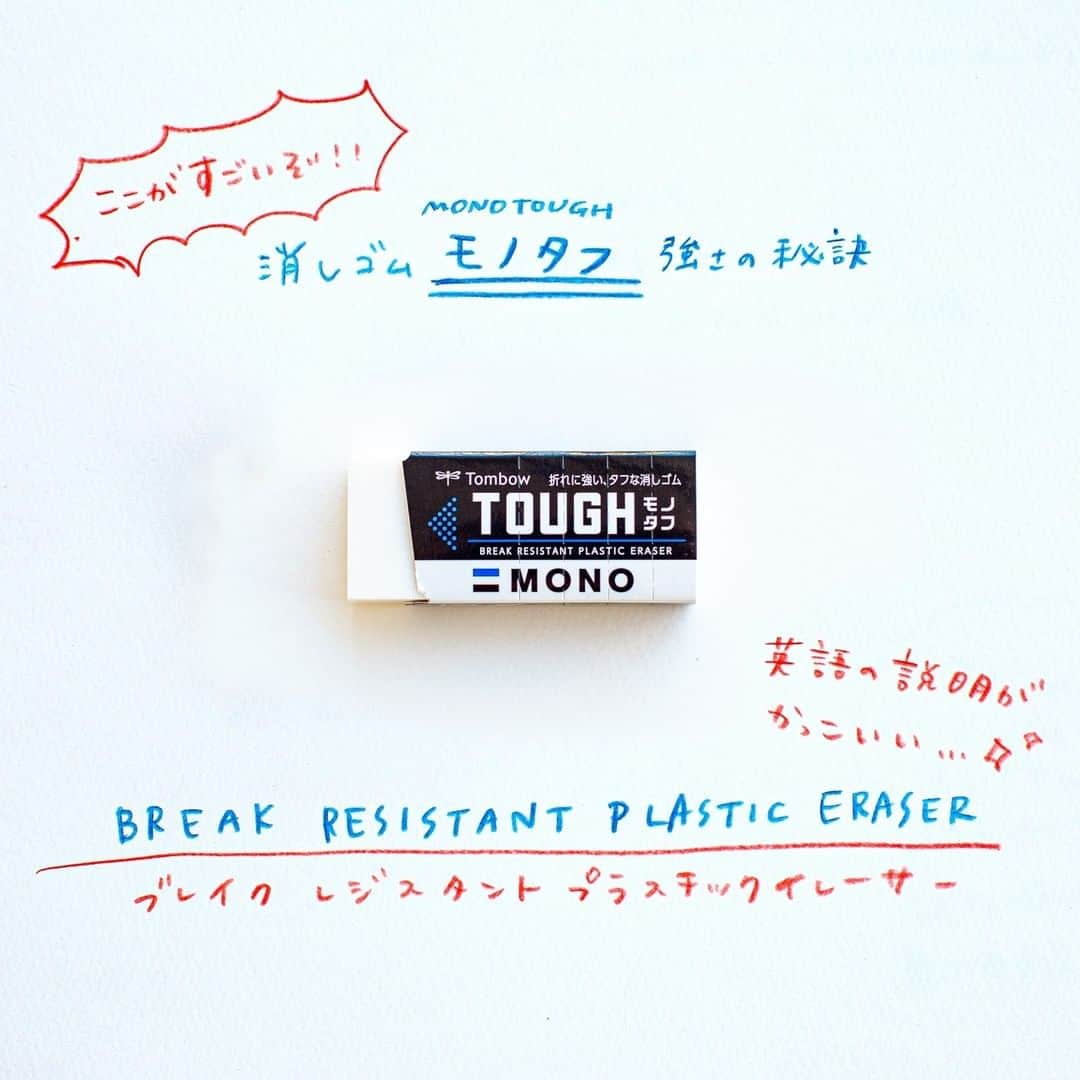 ここがすごいぞ!!
MONO TOUGH
消しゴム モノタフ 強さの秘訣
Tombow 折れに強い、タフな消しゴム
TOUGH モノタフ
BREAK RESISTANT PLASTIC ERASER
MONO
英語の説明が
かっこいい...
BREAK RESISTANT PLASTIC ERASER
ブレイク レジスタント プラスチックイレーサー